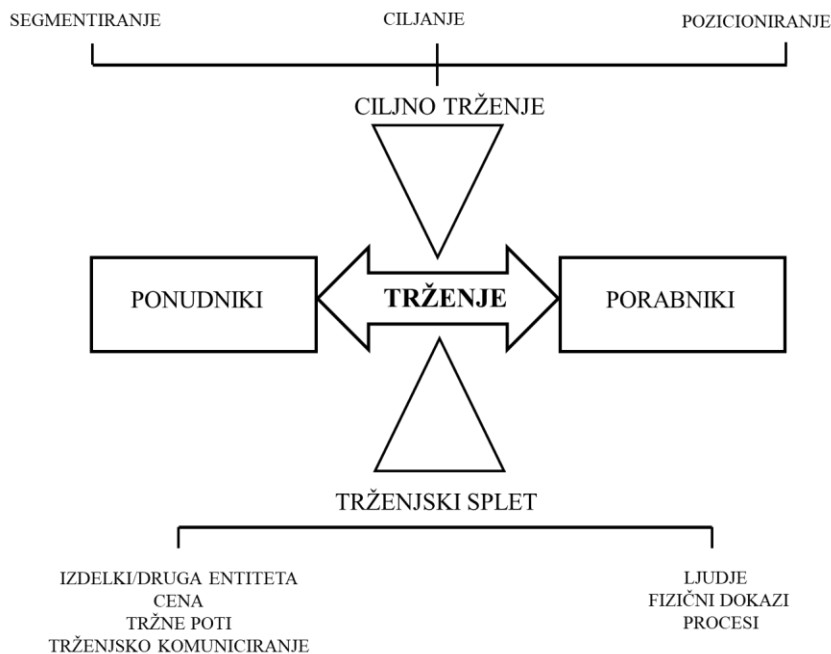 SEGMENTIRANJE CILJANJE POZICIONIRANJE
CILJNO TRŽENJE
PONUDNIKI TRŽENJE PORABNIKI
TRŽENJSKI SPLET
IZDELKI/DRUGA ENTITETA
CENA
TRŽNE POTI
TRŽENJSKO KOMUNICIRANJE
LJUDJE
FIZIČNI DOKAZI
PROCESI